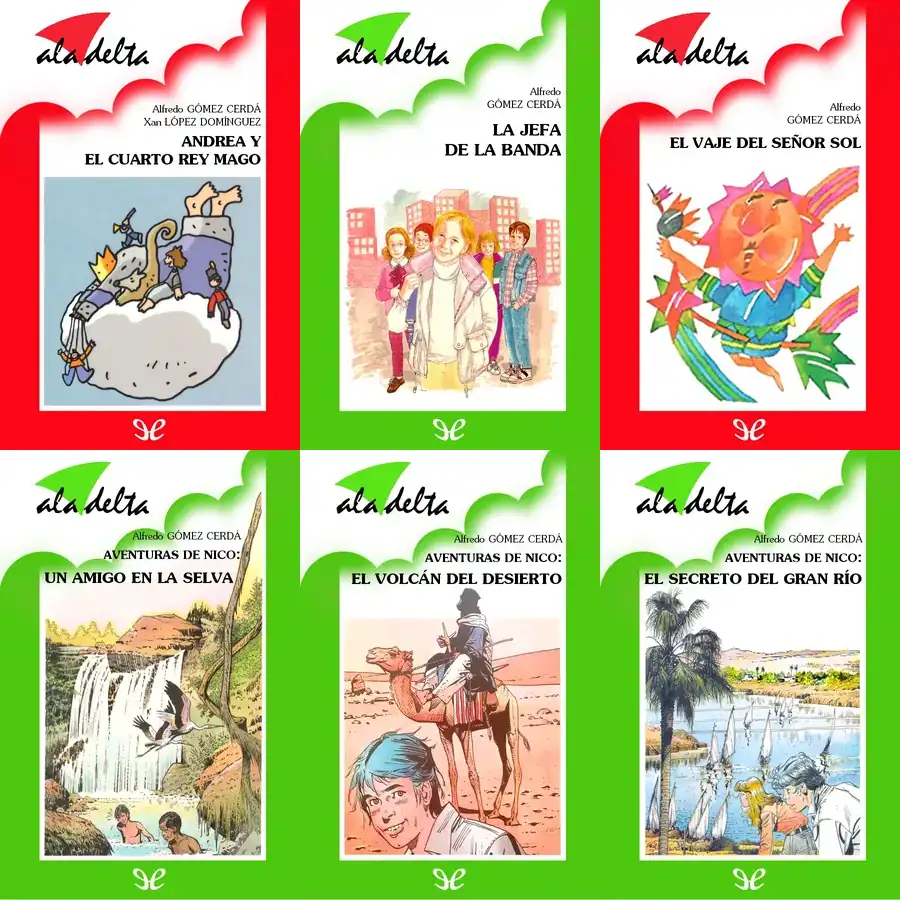 ala delta
Alfredo GÓMEZ CERDÁ
Xan LÓPEZ DOMÍNGUEZ
ANDREA Y
EL CUARTO REY MAGO
ala delta
Alfredo
GÓMEZ CERDÁ
LA JEFA
DE LA BANDA
ala delta
Alfredo
GÓMEZ CERDÁ
EL VAJE DEL SEÑOR SOL
ala delta
Alfredo GÓMEZ CERDÁ
AVENTURAS DE NICO:
UN AMIGO EN LA SELVA
ala delta
Alfredo GÓMEZ CERDÁ
AVENTURAS DE NICO:
EL VOLCÁN DEL DESIERTO
ala delta
Alfredo GÓMEZ CERDÁ
AVENTURAS DE NICO:
EL SECRETO DEL GRAN RÍO